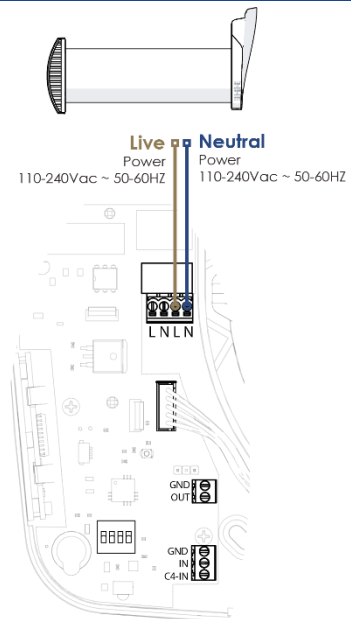 Live
Power
110-240Vac ~ 50-60HZ
Neutral
Power
110-240Vac ~ 50-60HZ
L N L N
GND
OUT
GND
IN
C4-IN